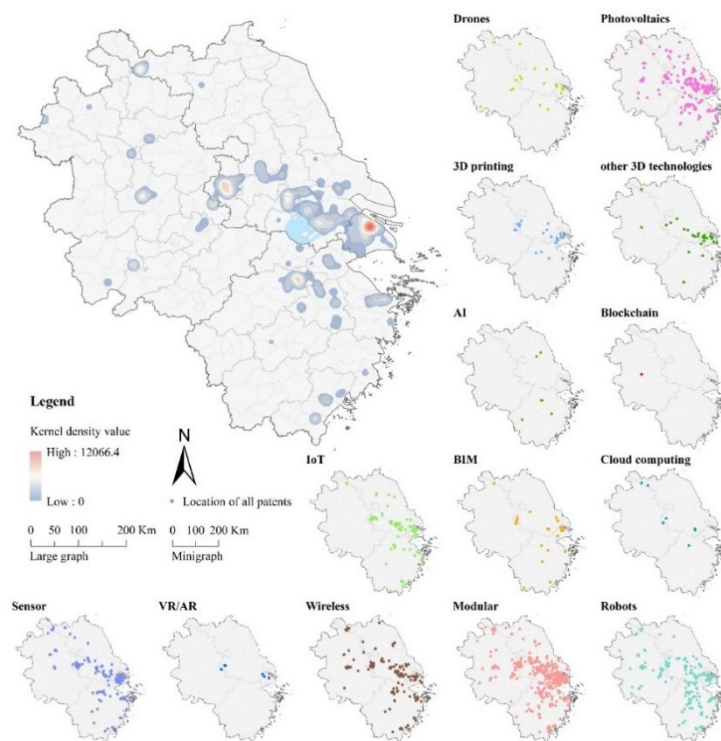 Drones
Photovoltaics
3D printing
other 3D technologies
AI
Blockchain
Legend
Kernel density value
High : 12066.4
Low : 0
N
Location of all patents
0 50 100 200 Km
Large graph
0 100 200 Km
Minigraph
IoT
BIM
Cloud computing
Sensor
VR/AR
Wireless
Modular
Robots